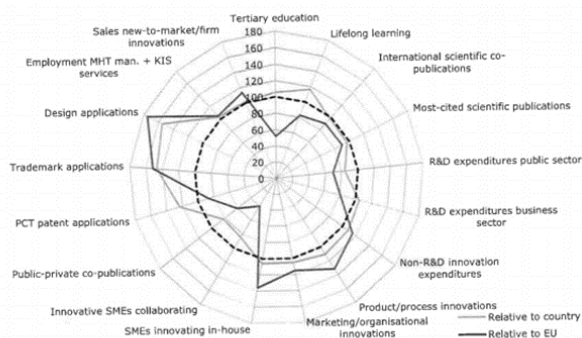 Tertiary education
Lifelong learning
International scientific co-
publications
Most-cited scientific publications
R&D expenditures public sector
R&D expenditures business
sector
Non-R&D innovation
expenditures
Product/process innovations
Marketing/organisational
innovations
SMEs innovating in-house
Innovative SMEs collaborating
Public-private co-publications
PCT patent applications
Trademark applications
Design applications
Employment MHT man. + KIS
services
Sales new-to-market/firm
innovations
180
160
140
120
100
80
60
40
20
0
Relative to country
Relative to EU